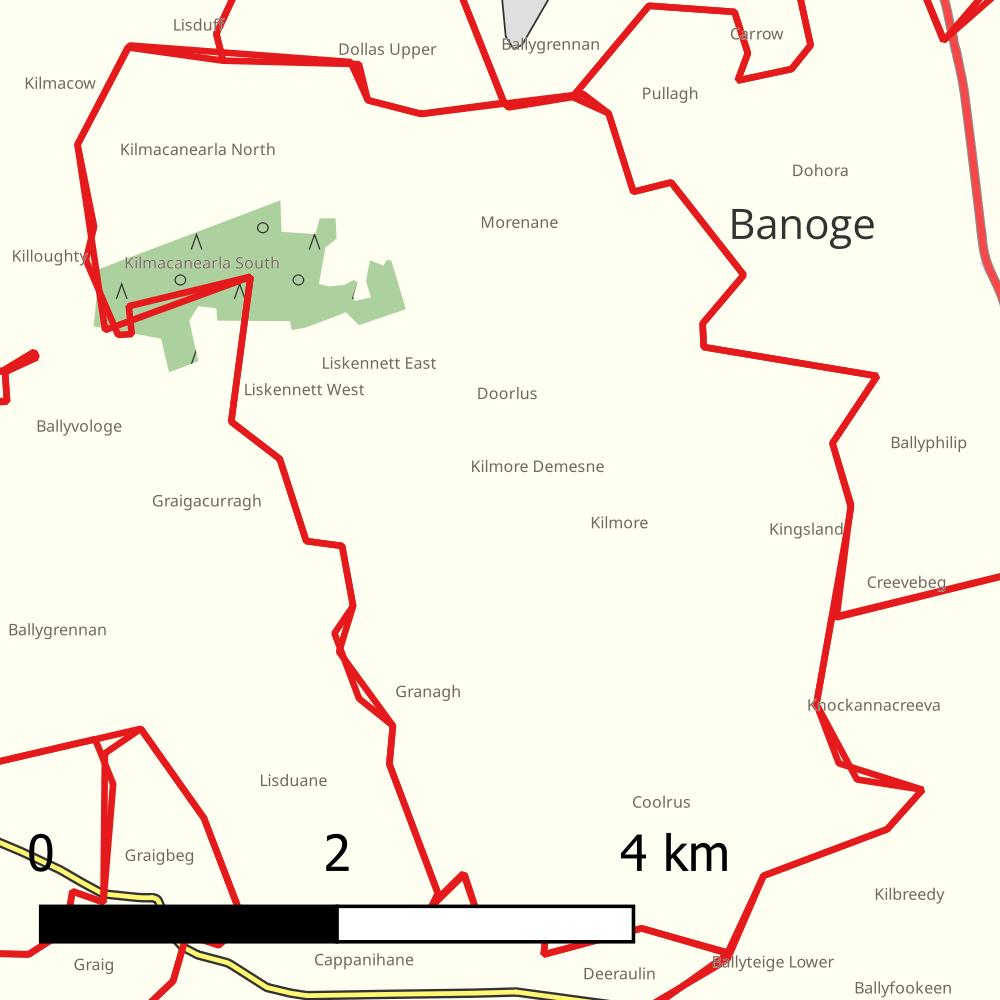 Lisduff
Carrow
Dollas Upper
Ballygrennan
Kilmacow
Pullagh
Kilmacanearla North
Dohora
Morenane
Banoge
Killoughty
Kilmacanearla South
Liskennett East
Liskennett West
Doorlus
Ballyvologe
Ballyphilip
Kilmore Demesne
Graigacurragh
Kilmore
Kingsland
Creevebeg
Ballygrennan
Granagh
Knockannacreeva
Lisduane
Coolrus
0 2 4 km
Graigbeg
Kilbreedy
Graig
Cappanihane
Ballyteige Lower
Deeraulin
Ballyfookeen